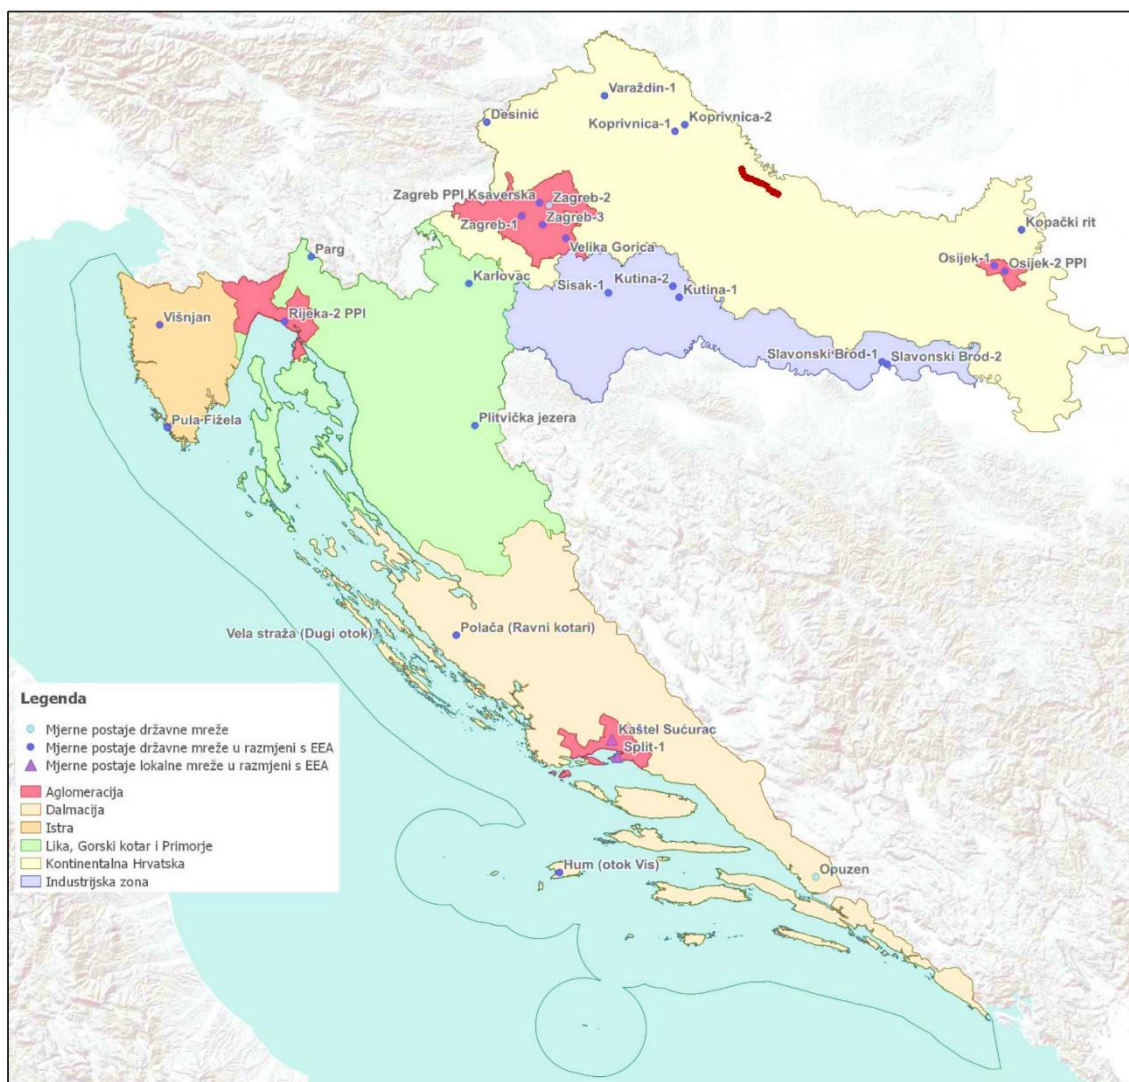 Varaždin-1
Desinić
Koprivnica-2
Koprivnica-1
Zagreb PPI Ksaverska
Zagreb-2
Zagreb-1
Zagreb-3
Kopački rit
Velika Gorica
Parg
Osijek-1
Osijek-2 PPI
Karlovac
Kutina-2
Sisak-1
Kutina-1
Rijeka-2 PPI
Višnjan
Slavonski Brod-1
Slavonski Brod-2
Pula Fižela
Plitvička jezera
Vela straža (Dugi otok)
Polača (Ravni kotari)
Legenda
Mjerne postaje državne mreže
Mjerne postaje državne mreže u razmjeni s EEA
Mjerne postaje lokalne mreže u razmjeni s EEA
Aglomeracija
Dalmacija
Istra
Lika, Gorski kotar i Primorje
Kontinentalna Hrvatska
Industrijska zona
Kaštel Sućurac
Split-1
Hum (otok Vis)
Opuzen